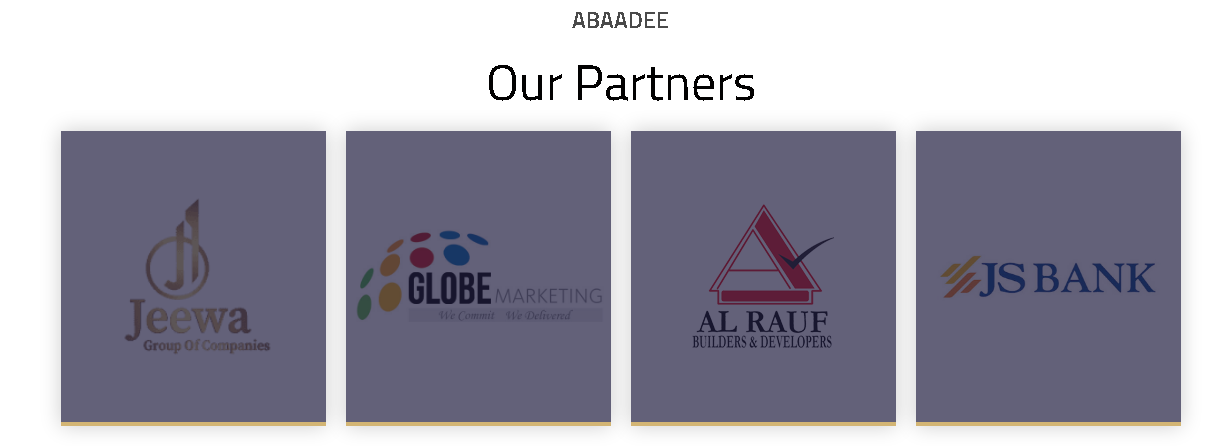 ABAADEE
Our Partners
Jeewa
Group Of Companies
GLOBE MARKETING
We Commit We Delivered
AL RAUF
BUILDERS & DEVELOPERS
JS BANK